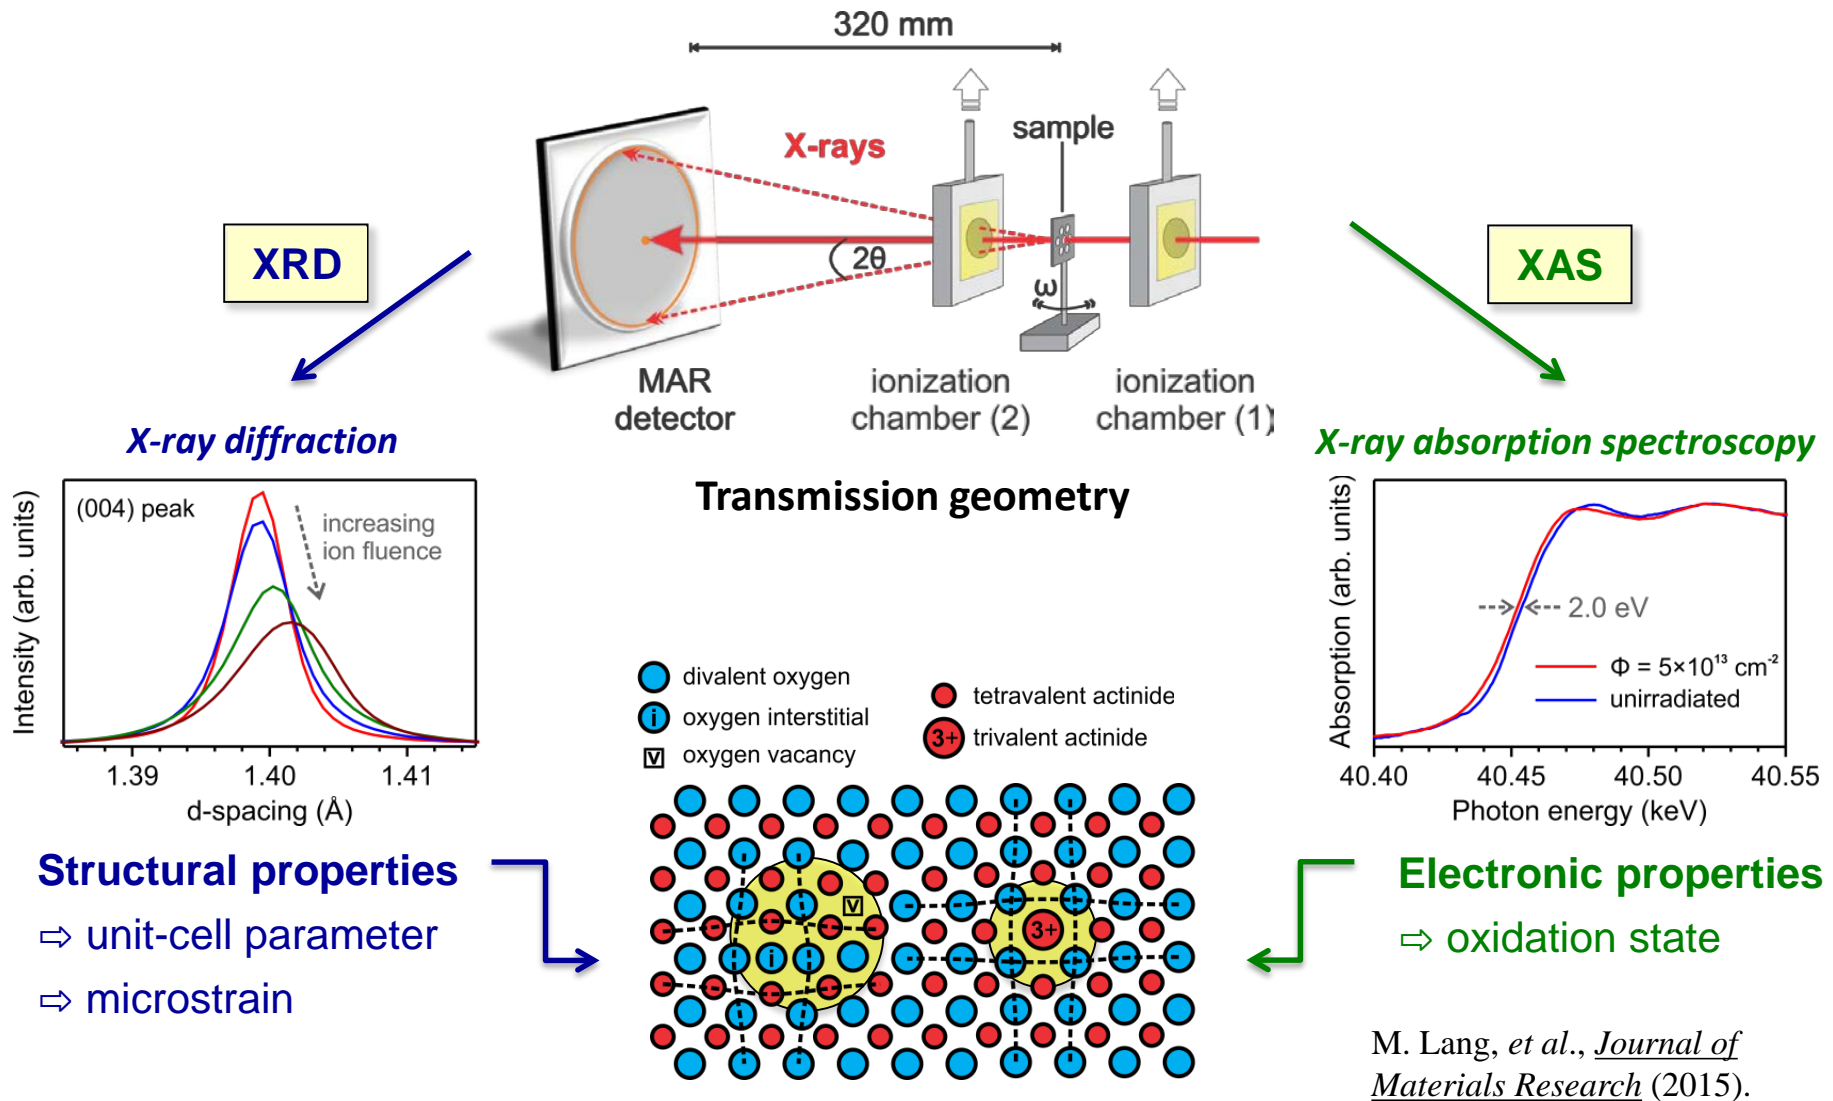 320 mm
sample
X-rays
2θ
ω
MAR
detector
ionization
chamber (2)
ionization
chamber (1)
XRD
XAS
X-ray diffraction
Intensity (arb. units)
(004) peak
increasing
ion fluence
1.39
1.40
1.41
d-spacing (Å)
Transmission geometry
X-ray absorption spectroscopy
Absorption (arb. units)
2.0 eV
Φ = 5×10¹³ cm⁻²
unirradiated
40.40
40.45
40.50
40.55
Photon energy (keV)
divalent oxygen
i oxygen interstitial
V oxygen vacancy
tetravalent actinide
3+ trivalent actinide
V
3+
i
Structural properties
⇨ unit-cell parameter
⇨ microstrain
Electronic properties
⇨ oxidation state
M. Lang, et al., Journal of
Materials Research (2015).